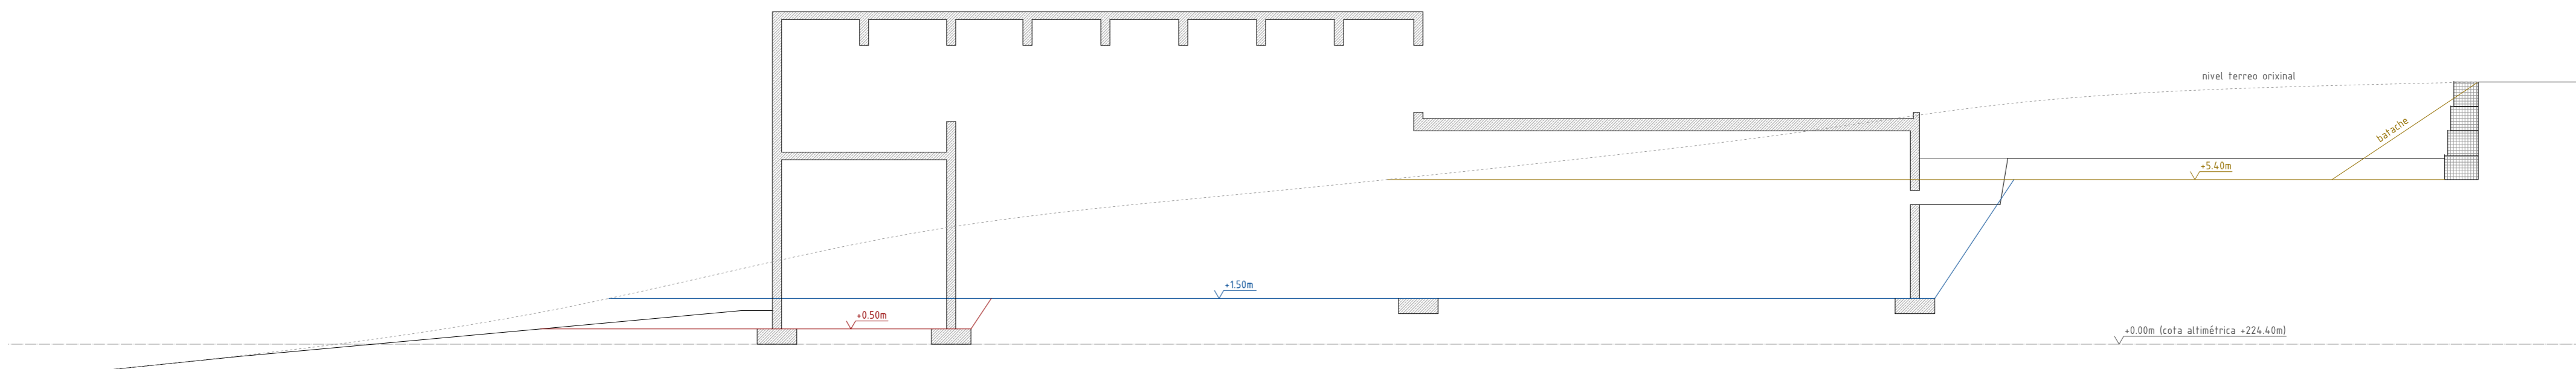 nivel terreo orixinal
batache
+5.40m
+1.50m
+0.50m
+0.00m (cota altimétrica +224.40m)